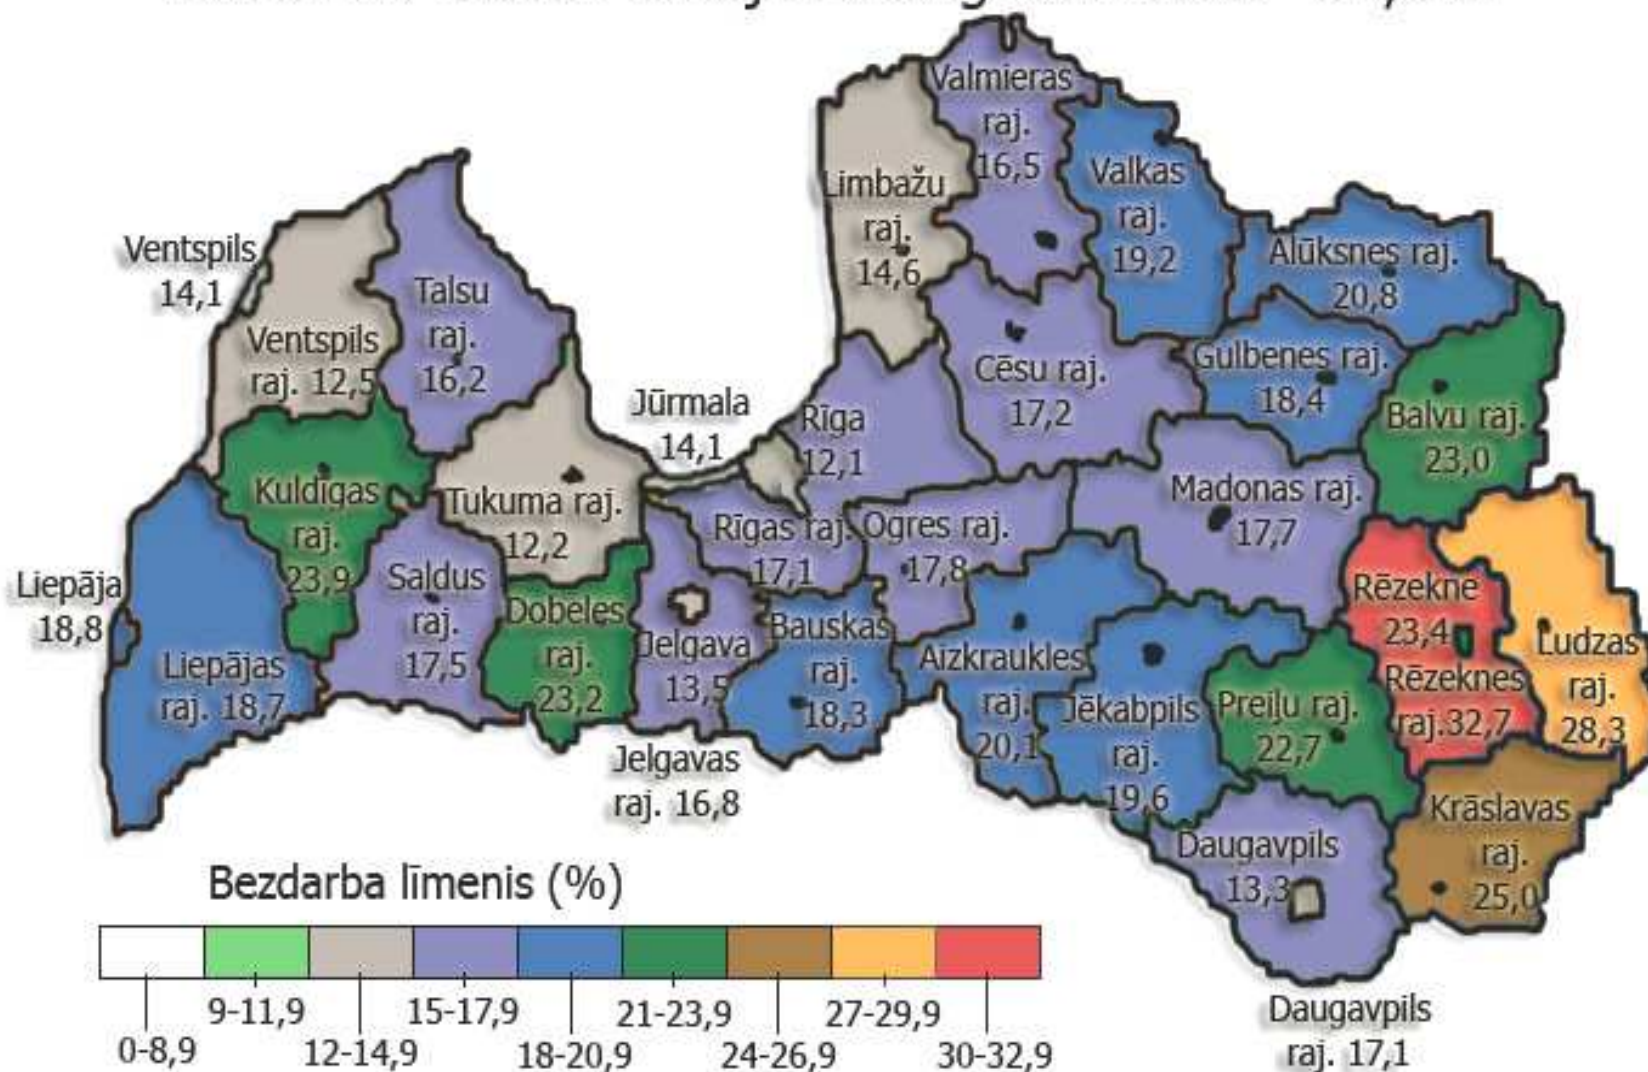 Valmieras
raj.
16,5
Limbažu
raj.
14,6
Valkas
raj.
19,2
Alūksnes raj.
20,8
Ventspils
14,1
Ventspils
raj. 12,5
Talsu
raj.
16,2
Cēsu raj.
17,2
Gulbenes raj.
18,4
Balvu raj.
23,0
Jūrmala
14,1
Rīga
12,1
Kuldīgas
raj.
23,9
Tukuma raj.
12,2
Rīgas raj.
17,1
Ogres raj.
17,8
Madonas raj.
17,7
Liepāja
18,8
Liepājas
raj. 18,7
Saldus
raj.
17,5
Dobeles
raj.
23,2
Jelgava
13,5
Jelgavas
raj. 16,8
Bauskas
raj.
18,3
Aizkraukles
raj.
20,1
Jēkabpils
raj.
19,6
Preiļu raj.
22,7
Rēzekne
23,4
Rēzeknes
raj.32,7
Ludzas
raj.
28,3
Krāslavas
raj.
25,0
Daugavpils
13,3
Daugavpils
raj. 17,1
Bezdarba līmenis (%)
0-8,9
9-11,9
12-14,9
15-17,9
18-20,9
21-23,9
24-26,9
27-29,9
30-32,9